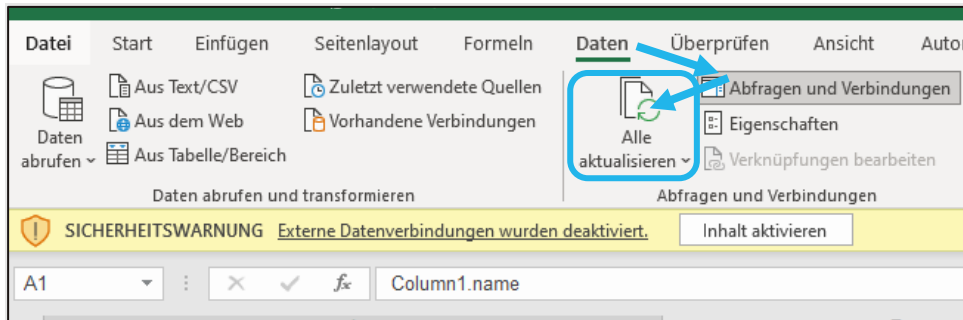 Datei Start Einfügen Seitenlayout Formeln Daten Überprüfen Ansicht Autor
Aus Text/CSV Zuletzt verwendete Quellen Abfragen und Verbindungen
Aus dem Web Vorhandene Verbindungen Eigenschaften
Daten abrufen Aus Tabelle/Bereich Alle aktualisieren Verknüpfungen bearbeiten
Daten abrufen und transformieren Abfragen und Verbindungen
SICHERHEITSWARNUNG Externe Datenverbindungen wurden deaktiviert. Inhalt aktivieren
A1 fx Column1.name